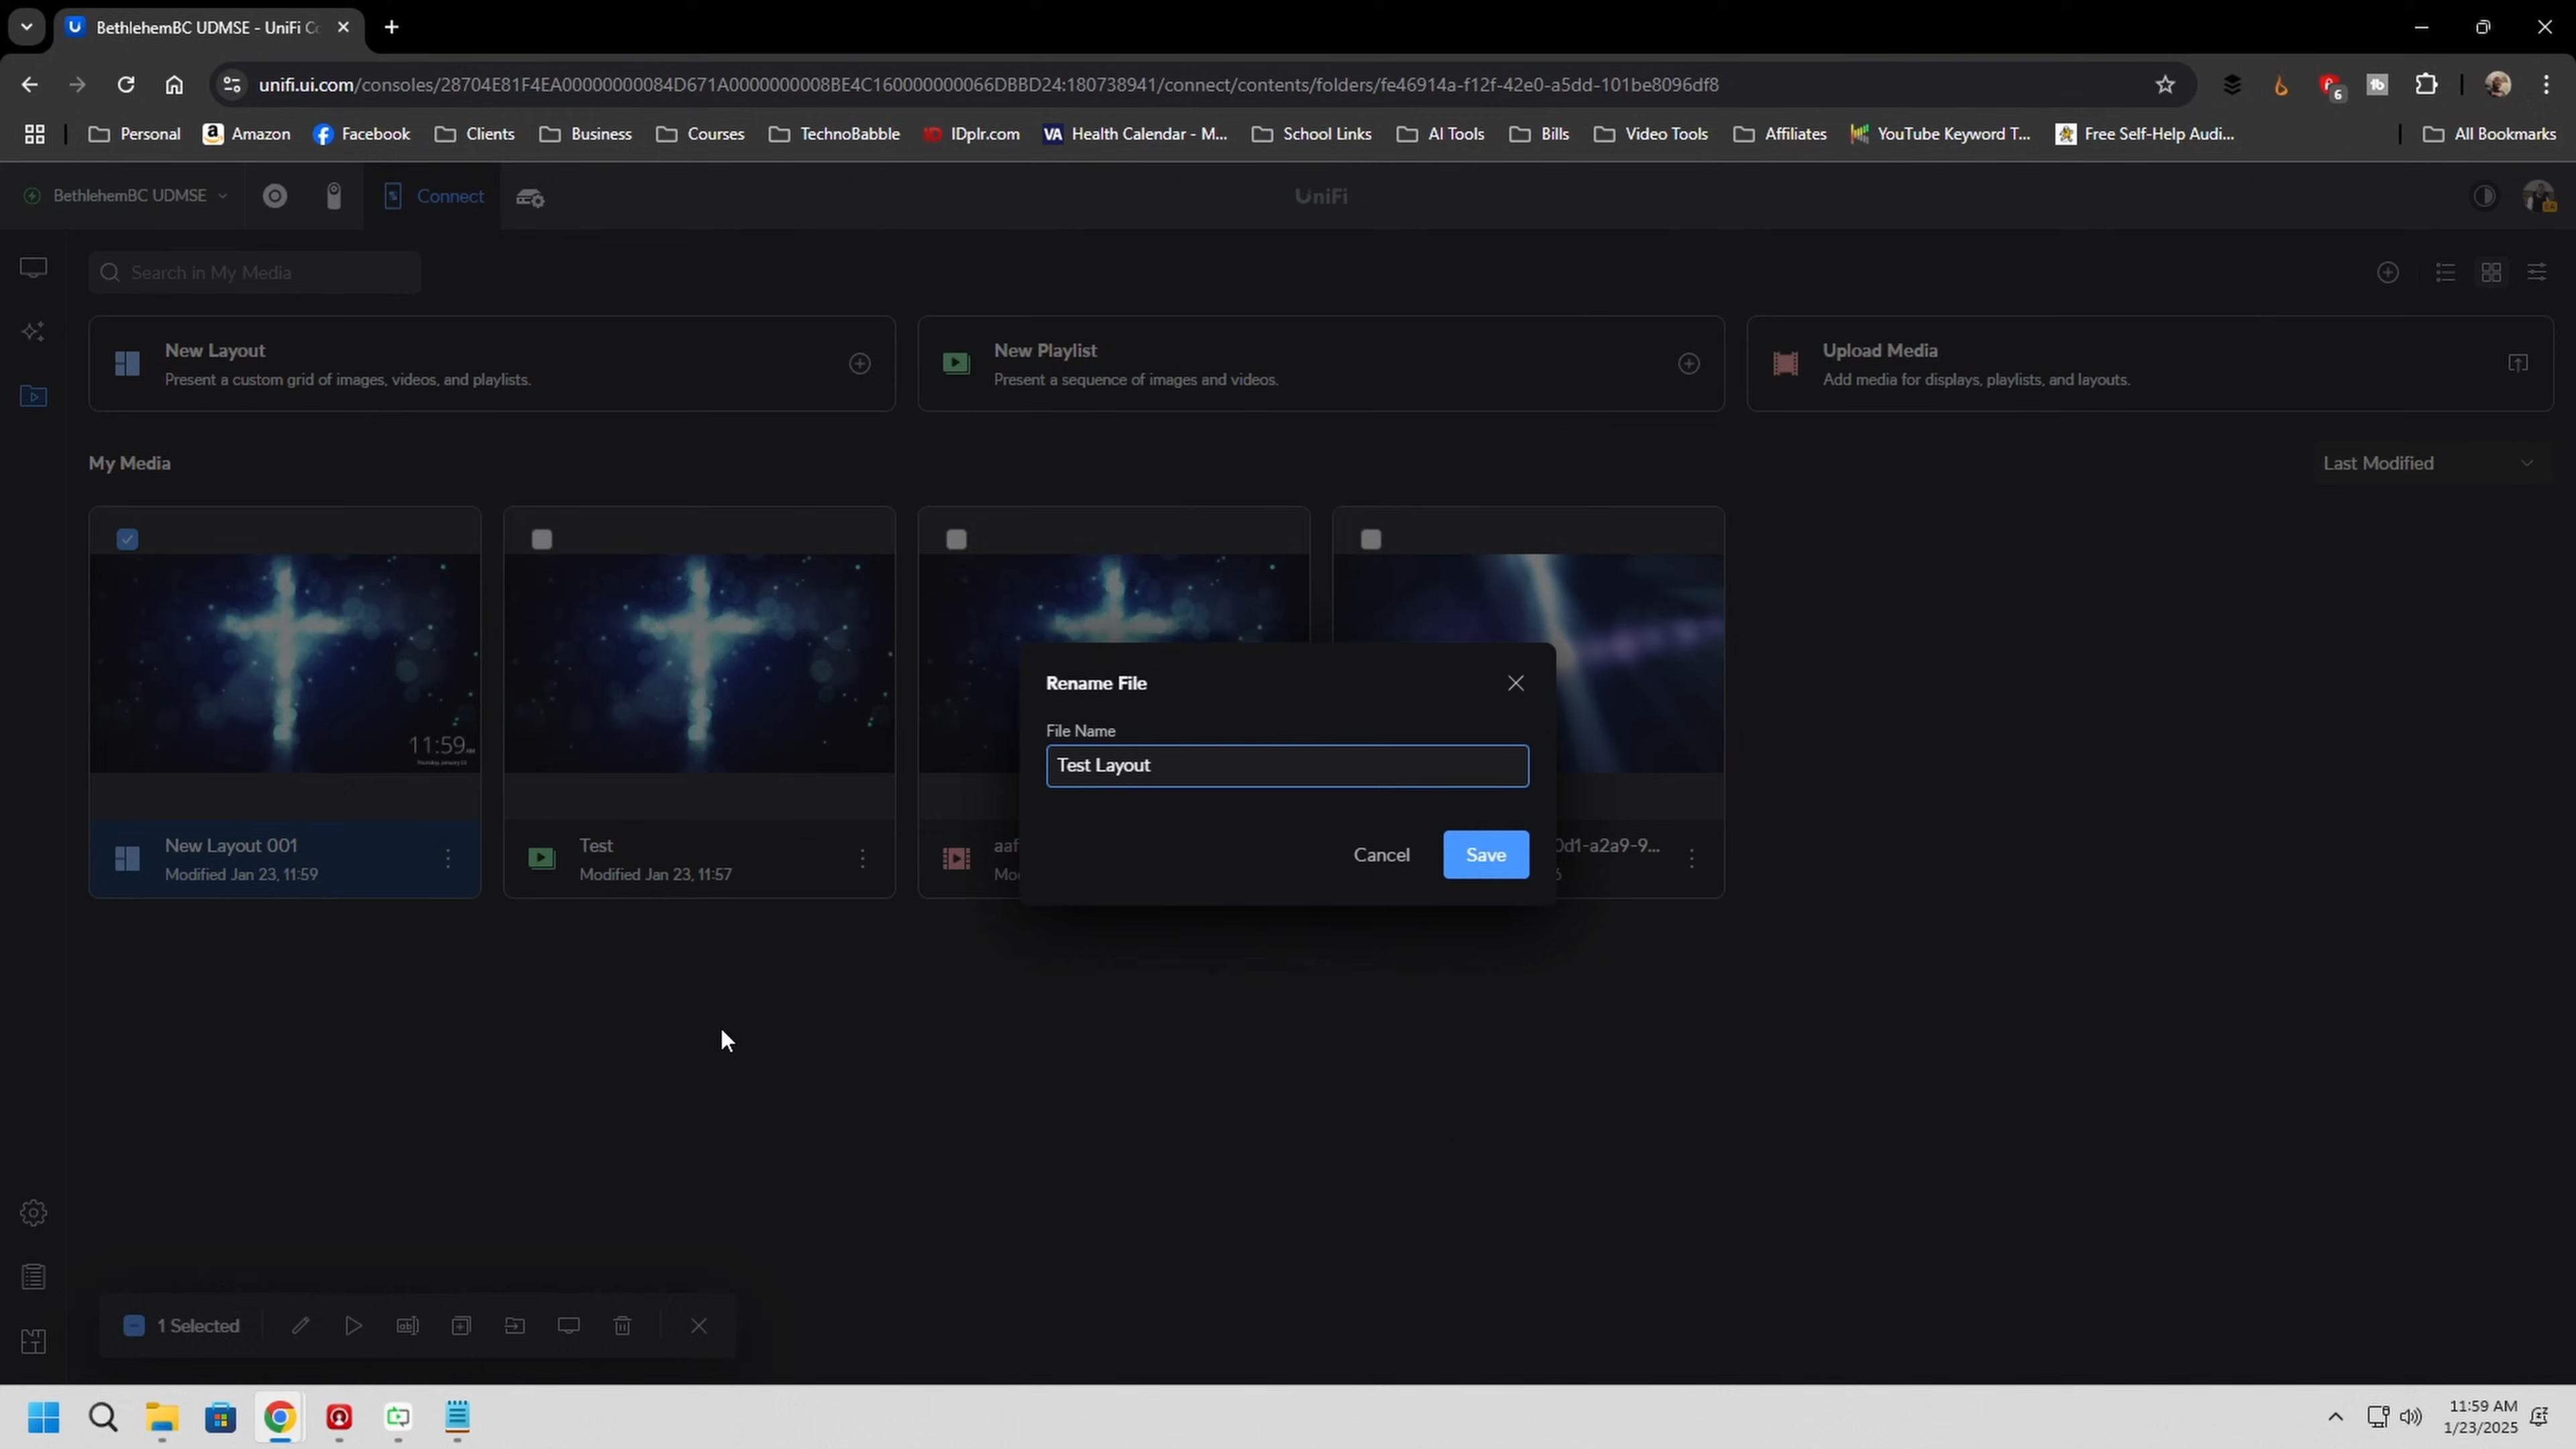 BethlehemBC UDMSE - UniFi Co
unifi.ui.com/consoles/28704E81F4EA00000000084D671A0000000008BE4C160000000066DBBD24:180738941/connect/contents/folders/fe46914a-f12f-42e0-a5dd-101be8096df8
6
Personal Amazon Facebook Clients Business Courses TechnoBabble IDplr.com Health Calendar - M... School Links AI Tools Bills Video Tools Affiliates YouTube Keyword T... Free Self-Help Audi... All Bookmarks
BethlehemBC UDMSE Connect UniFi
Search in My Media
New Layout
Present a custom grid of images, videos, and playlists.
New Playlist
Present a sequence of images and videos.
Upload Media
Add media for displays, playlists, and layouts.
My Media
Last Modified
11:59 AM
New Layout 001
Modified Jan 23, 11:59
Test
Modified Jan 23, 11:57
aaf
Mo
0d1-a2a9-9...
6
Rename File
File Name
Test Layout
Cancel
Save
1 Selected
11:59 AM
1/23/2025